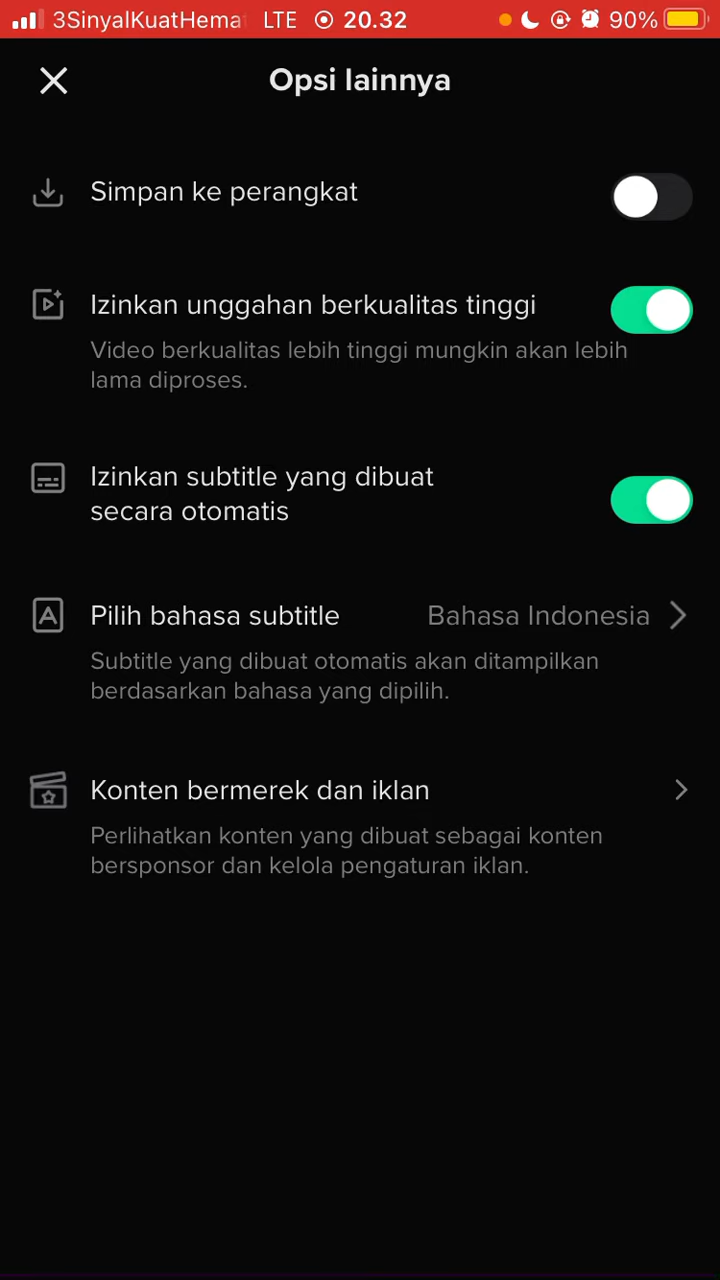 3SinyalKuatHema LTE 20.32 90%
Opsi lainnya
Simpan ke perangkat
Izinkan unggahan berkualitas tinggi
Video berkualitas lebih tinggi mungkin akan lebih
lama diproses.
Izinkan subtitle yang dibuat
secara otomatis
Pilih bahasa subtitle Bahasa Indonesia
Subtitle yang dibuat otomatis akan ditampilkan
berdasarkan bahasa yang dipilih.
Konten bermerek dan iklan
Perlihatkan konten yang dibuat sebagai konten
bersponsor dan kelola pengaturan iklan.